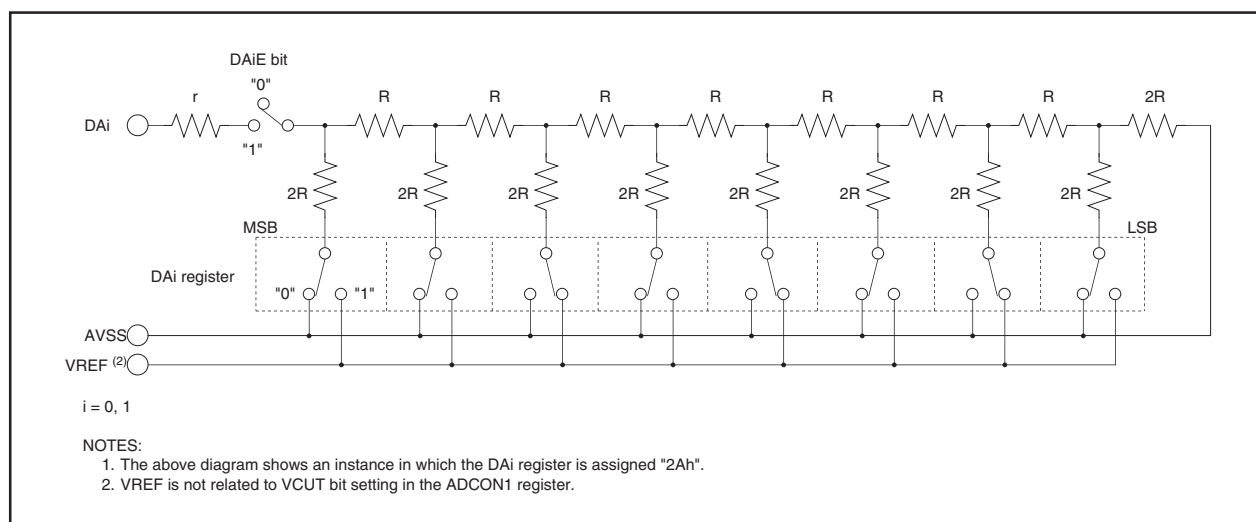 DAiE bit
"0"
r R R R R R R R 2R
DAi
"1"
2R 2R 2R 2R 2R 2R 2R 2R
MSB LSB
DAi register
"0" "1"
AVSS
VREF (2)
i = 0, 1
NOTES:
1. The above diagram shows an instance in which the DAi register is assigned "2Ah".
2. VREF is not related to VCUT bit setting in the ADCON1 register.